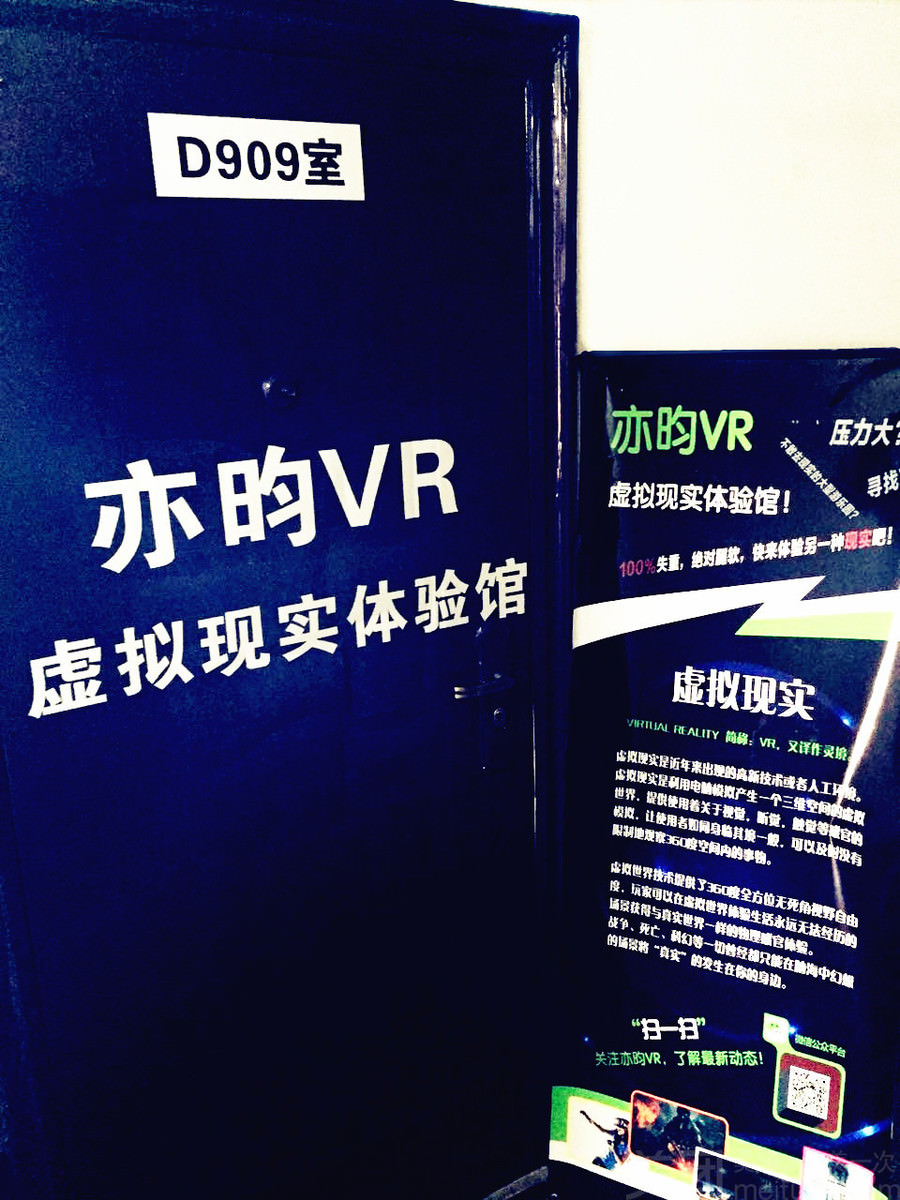 D909室
亦昀VR
虚拟现实体验馆
亦昀VR
压力大?
不敢去现实的大型游乐园?
寻找
虚拟现实体验馆!
100%失重,绝对腿软,快来体验另一种现实吧!
虚拟现实
VIRTUAL REALITY 简称:VR,又译作灵境。
虚拟现实是近年来出现的高新技术或者人工环境。
虚拟现实是利用电脑模拟产生一个三维空间的虚拟
世界,提供使用者关于视觉,听觉,触觉等感官的
模拟,让使用者如同身临其境一般,可以及时没有
限制地观察360度空间内的事物。
虚拟世界技术提供了360度全方位无死角视野自由
度,玩家可以在虚拟世界体验生活永远无法经历的
场景获得与真实世界一样的物理感官体验。
战争、死亡、科幻等一切曾经都只能在脑海中幻想
的场景将“真实”的发生在你的身边。
“扫一扫”
关注亦昀VR,了解最新动态!
微信公众平台